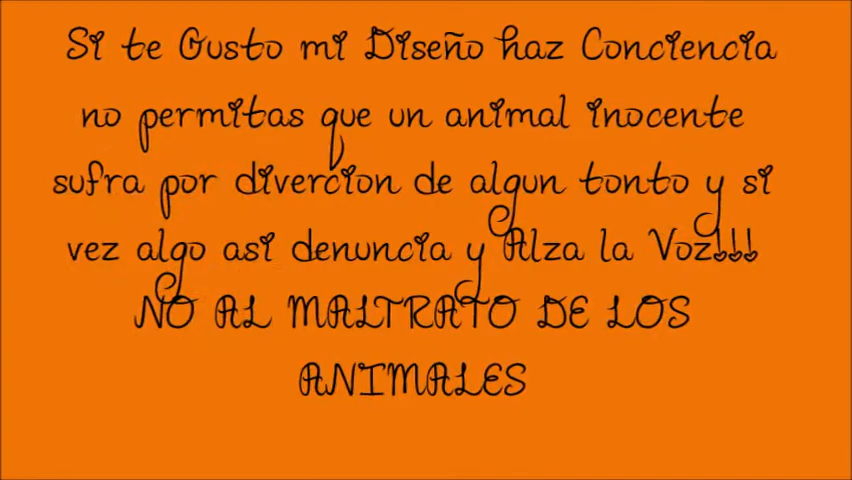 Si te Gusto mi Diseño haz Conciencia
no permitas que un animal inocente
sufra por divercion de algun tonto y si
vez algo asi denuncia y Alza la Voz!!!
NO AL MALTRATO DE LOS
ANIMALES